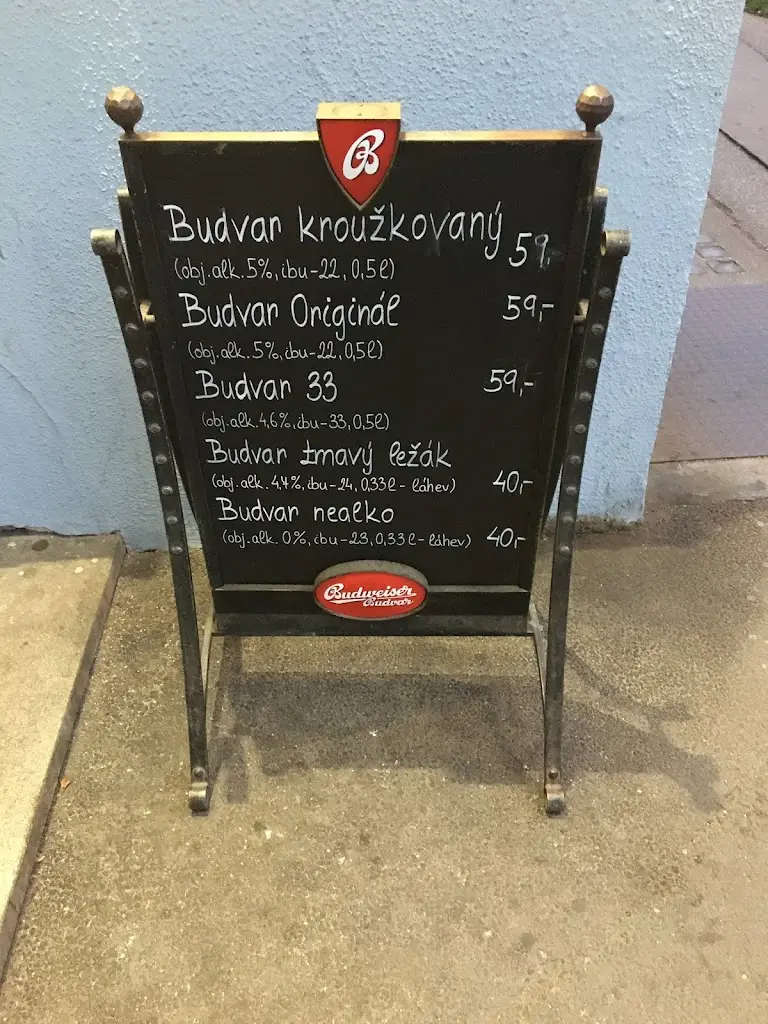 B
Budvar kroužkovaný 59,-
(obj.alk.5%, ibu-22, 0,5l)
Budvar Originál 59,-
(obj.alk.5%, ibu-22, 0,5l)
Budvar 33 59,-
(obj.alk.4,6%, ibu-33, 0,5l)
Budvar tmavý ležák
(obj.alk.4,7%, ibu-24, 0,33l-láhev) 40,-
Budvar nealko
(obj.alk.0%, ibu-23, 0,33l-láhev) 40,-
Budweiser
Budvar